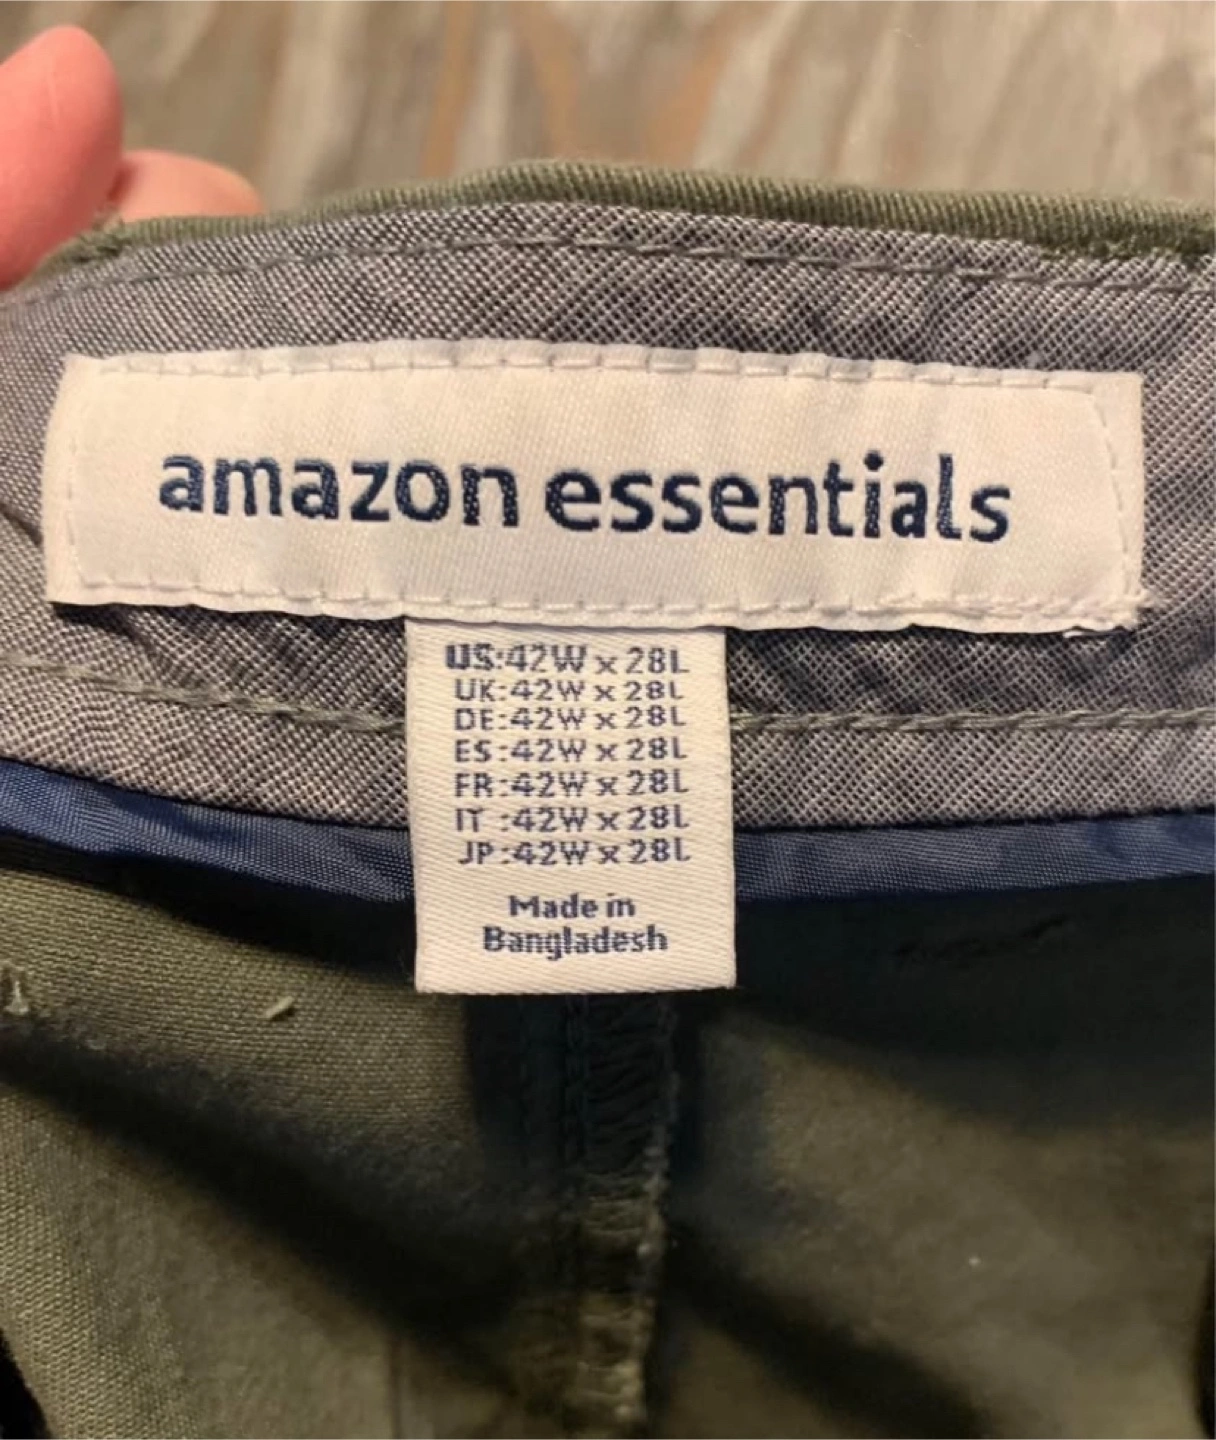 amazon essentials
US:42W x 28L
UK:42W x 28L
DE:42W x 28L
ES:42W x 28L
FR:42W x 28L
IT :42W x 28L
JP:42W x 28L
Made in
Bangladesh